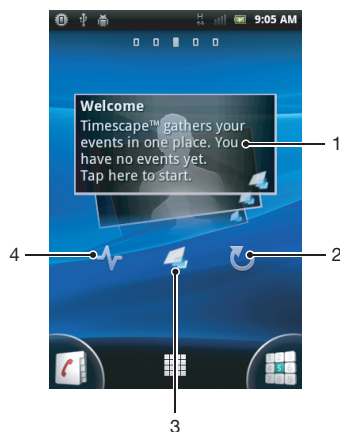 H
9:05 AM
Welcome
Timescape™ gathers your
events in one place. You
have no events yet.
Tap here to start.
1
4
2
5
3